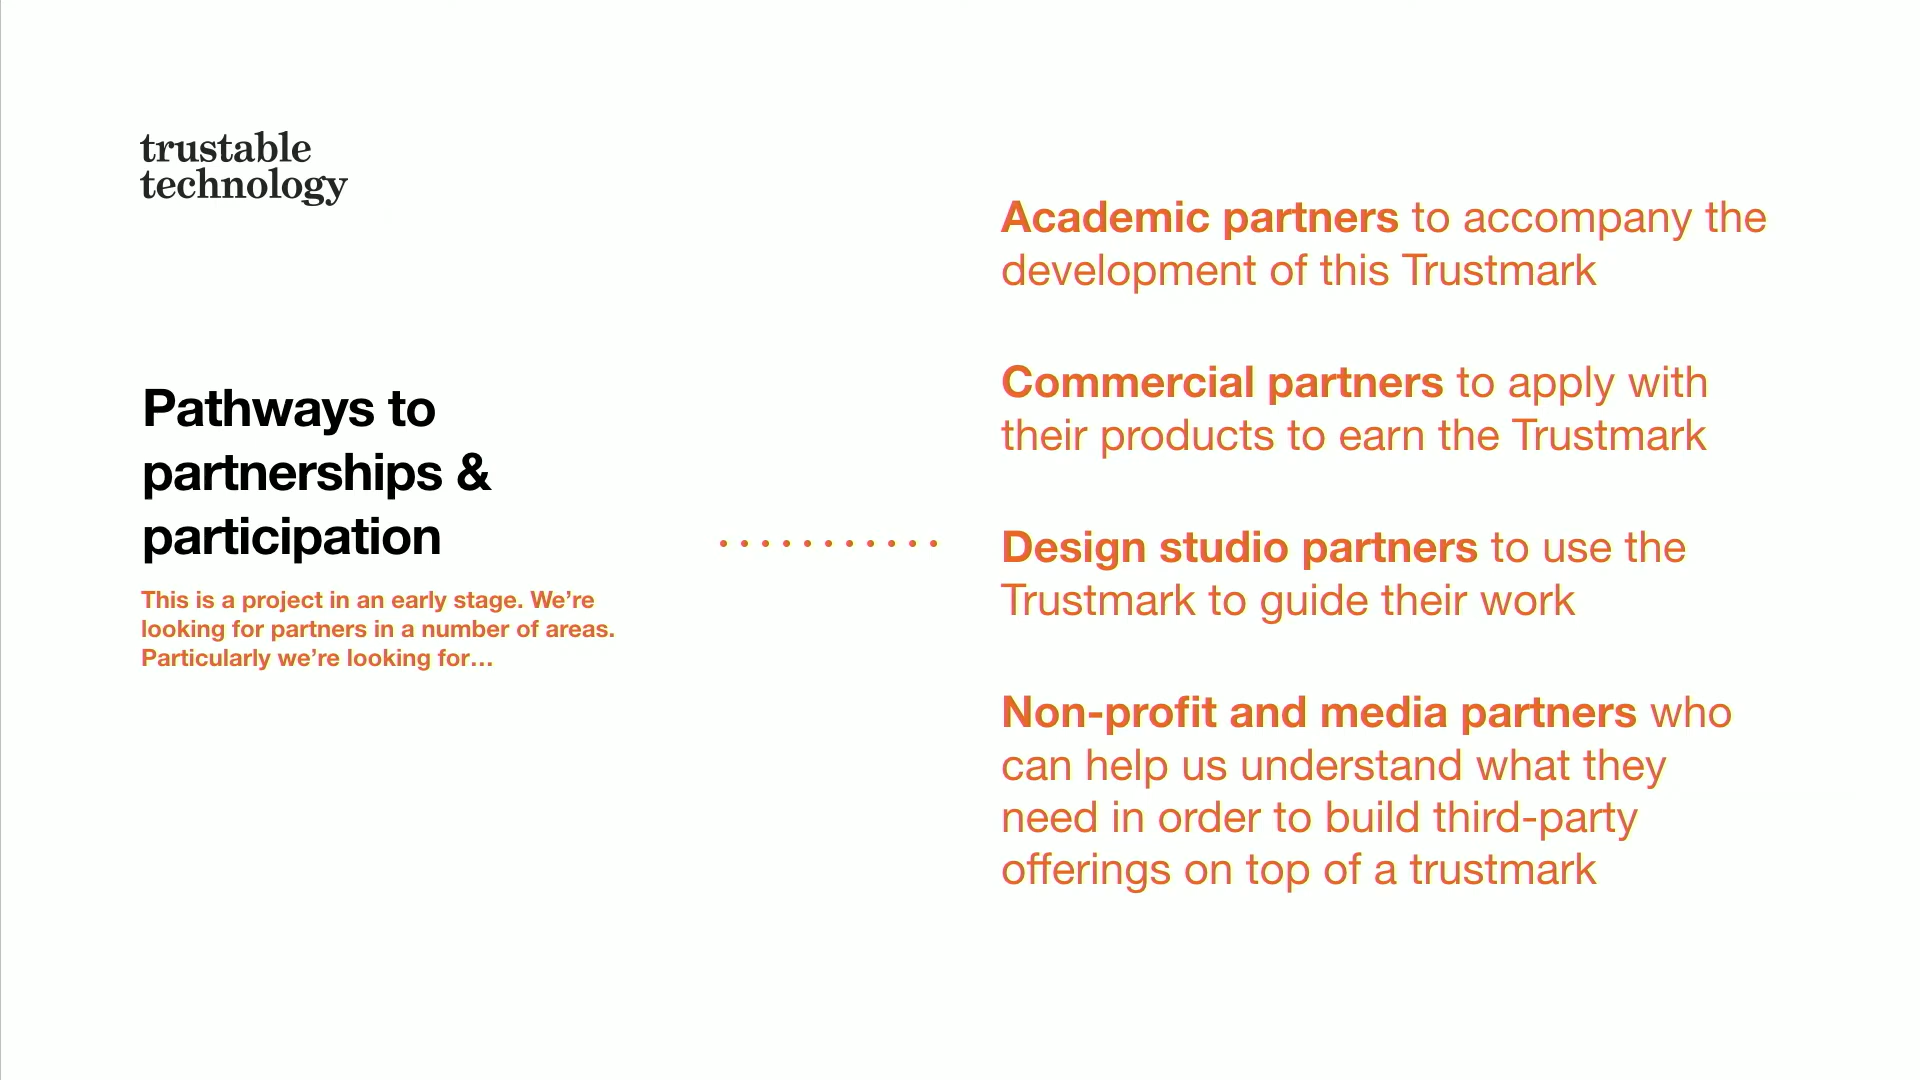 trustable
technology
Pathways to
partnerships &
participation
This is a project in an early stage. We’re
looking for partners in a number of areas.
Particularly we’re looking for…
Academic partners to accompany the
development of this Trustmark
Commercial partners to apply with
their products to earn the Trustmark
Design studio partners to use the
Trustmark to guide their work
Non-profit and media partners who
can help us understand what they
need in order to build third-party
offerings on top of a trustmark